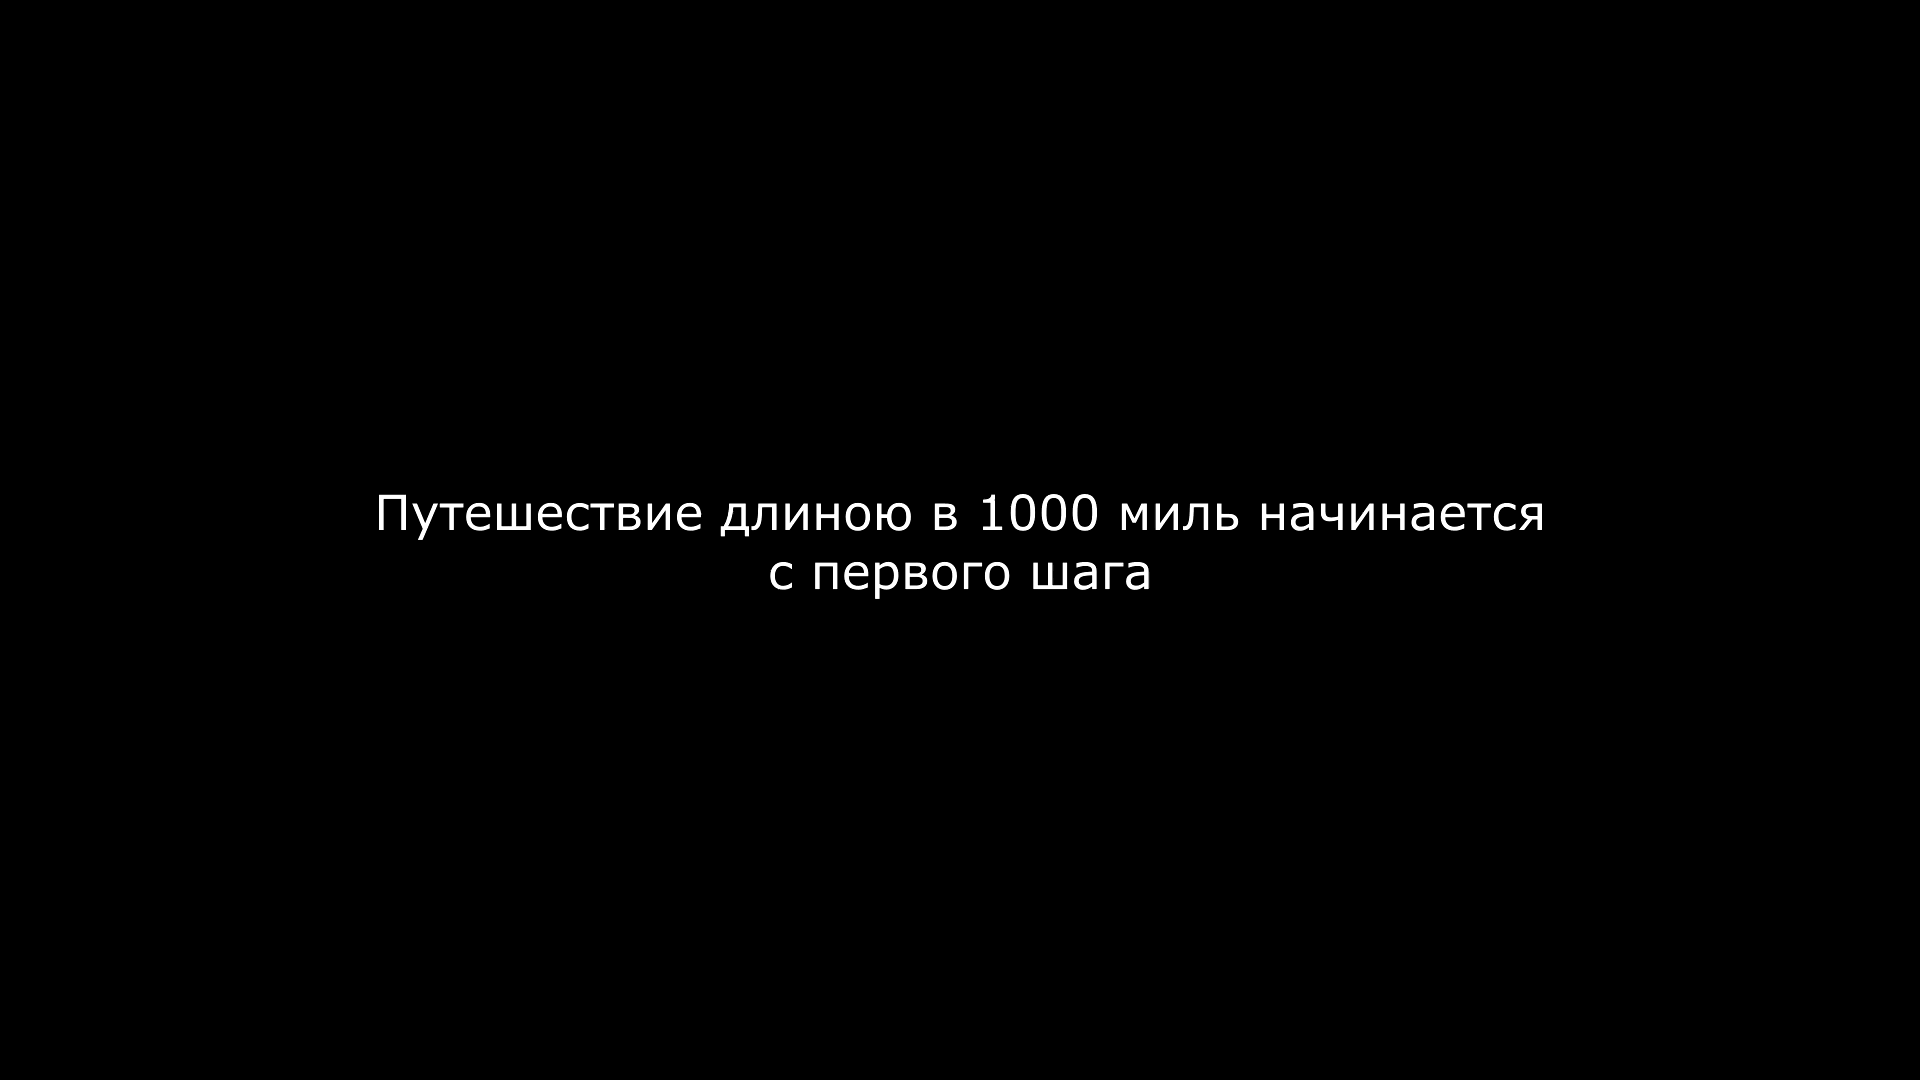 Путешествие длиною в 1000 миль начинается
с первого шага